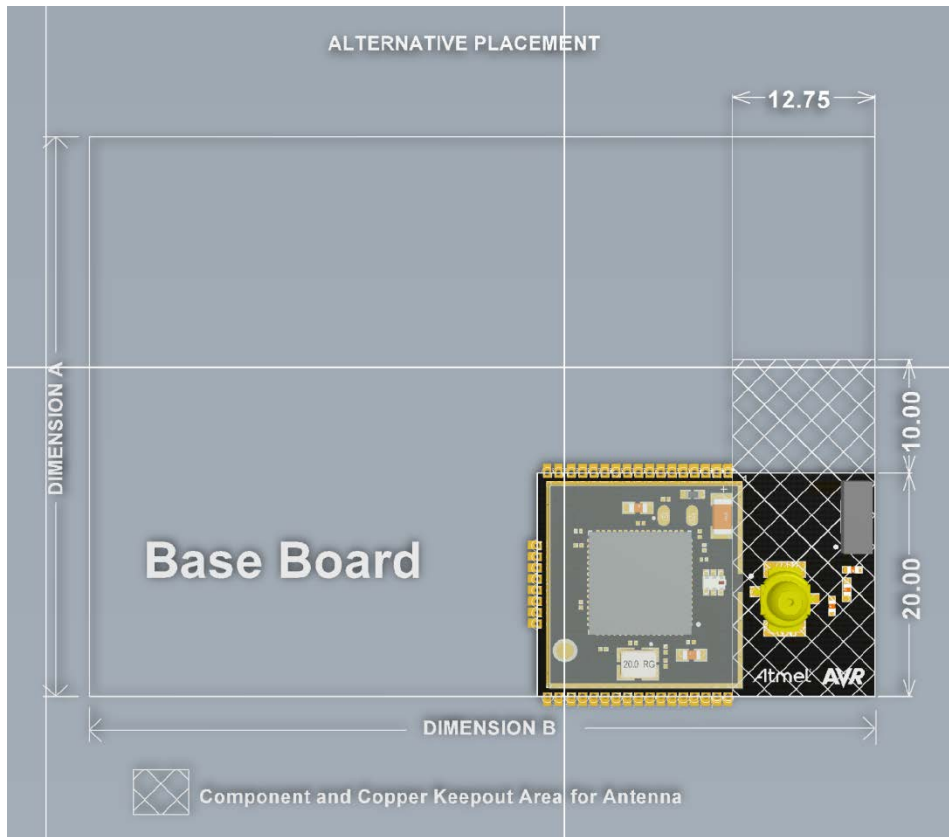 ALTERNATIVE PLACEMENT
12.75
DIMENSION A
10.00
Base Board
20.00
20.0 RG
Atmel AVR
DIMENSION B
Component and Copper Keepout Area for Antenna